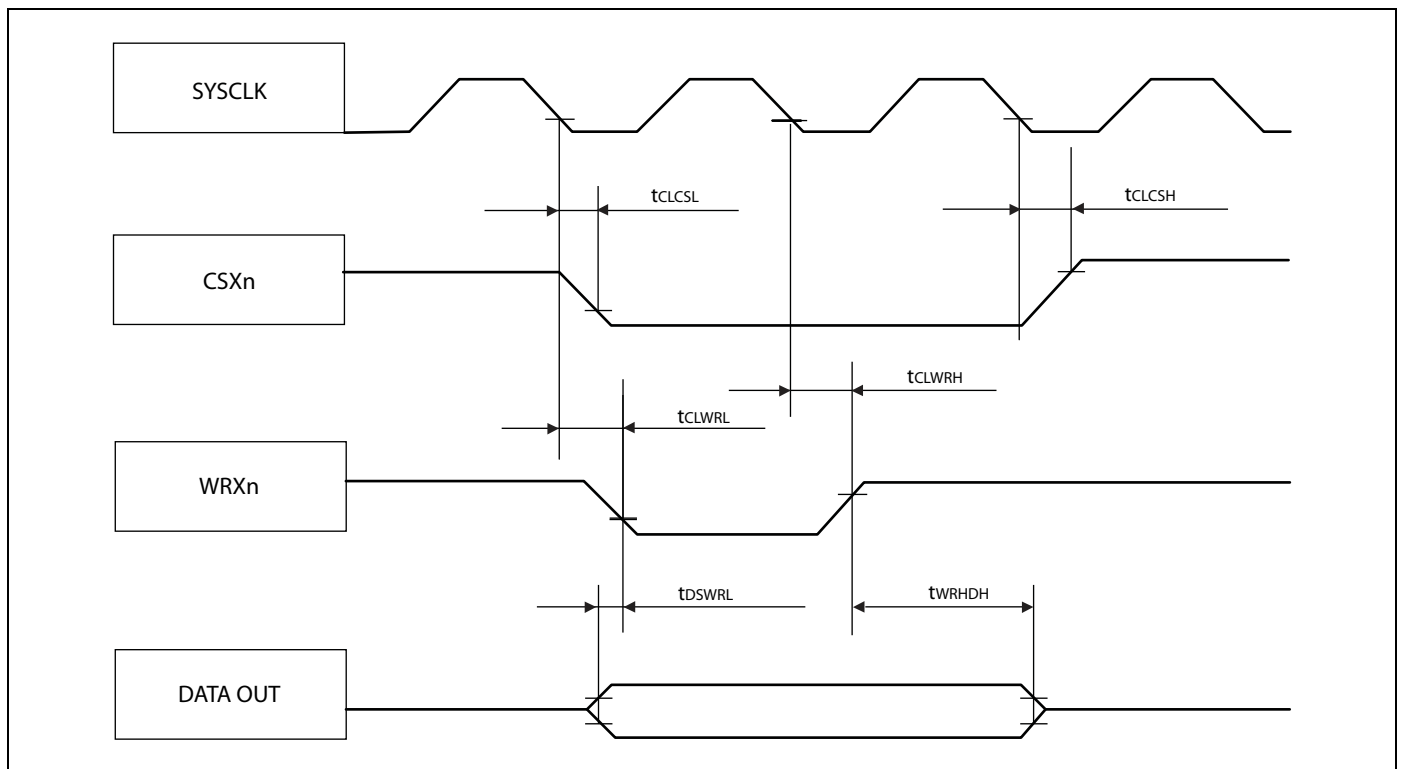 SYSCLK
tCLCSL
tCLCSH
CSXn
tCLWRH
tCLWRL
WRXn
tDSWRL
tWRHDH
DATA OUT